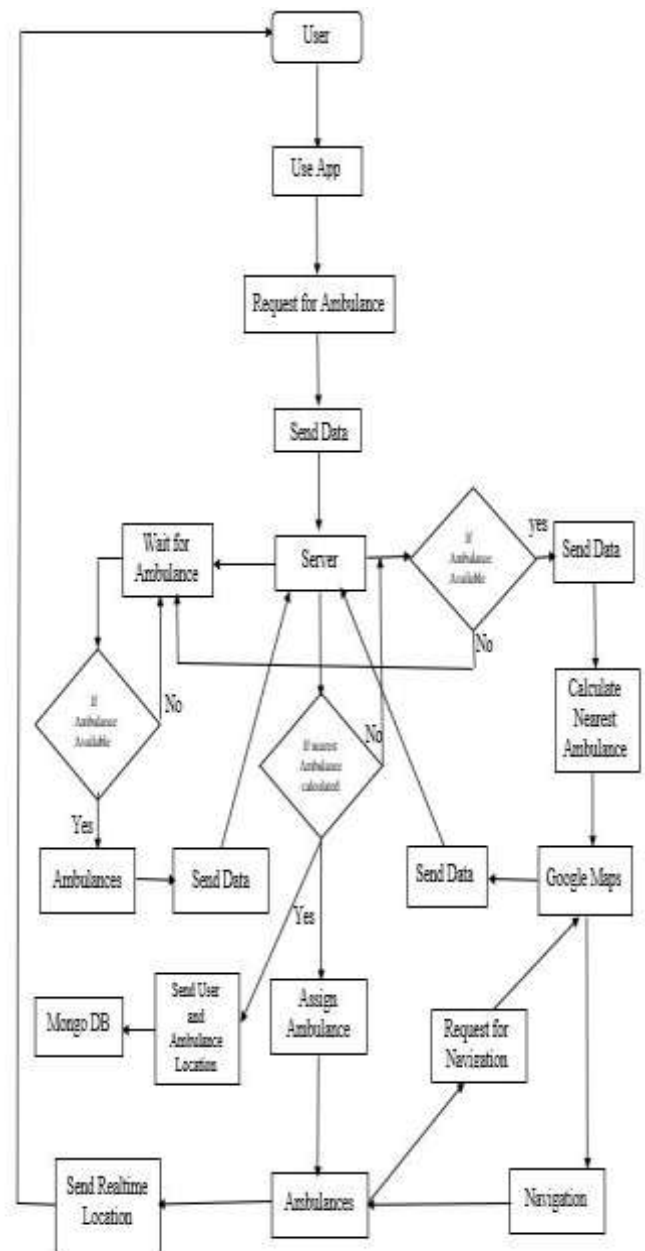 User
Use App
Request for Ambulance
Send Data
Wait for
Ambulance
Server
If
Ambulance
Available
yes
Send Data
No
If
Ambulance
Available
No
Yes
If nearest
Ambulance
calculated
No
Yes
Calculate
Nearest
Ambulance
Ambulances
Send Data
Send Data
Google Maps
Mongo DB
Send User
and
Ambulance
Location
Assign
Ambulance
Request for
Navigation
Send Realtime
Location
Ambulances
Navigation